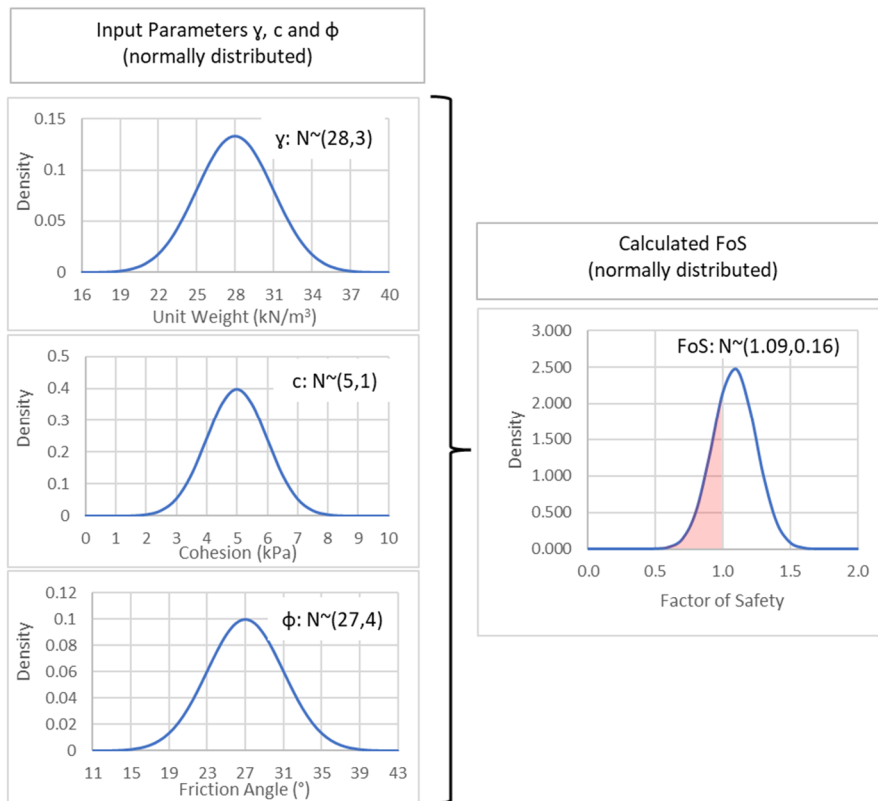 Input Parameters ɣ, c and ϕ
(normally distributed)
0.15
0.1
0.05
0
Density
ɣ: N~(28,3)
16 19 22 25 28 31 34 37 40
Unit Weight (kN/m³)
0.5
0.4
0.3
0.2
0.1
0
Density
c: N~(5,1)
0 1 2 3 4 5 6 7 8 9 10
Cohesion (kPa)
0.12
0.1
0.08
0.06
0.04
0.02
0
Density
ϕ: N~(27,4)
11 15 19 23 27 31 35 39 43
Friction Angle (°)
Calculated FoS
(normally distributed)
3.000
2.500
2.000
1.500
1.000
0.500
0.000
Density
FoS: N~(1.09,0.16)
0.0 0.5 1.0 1.5 2.0
Factor of Safety